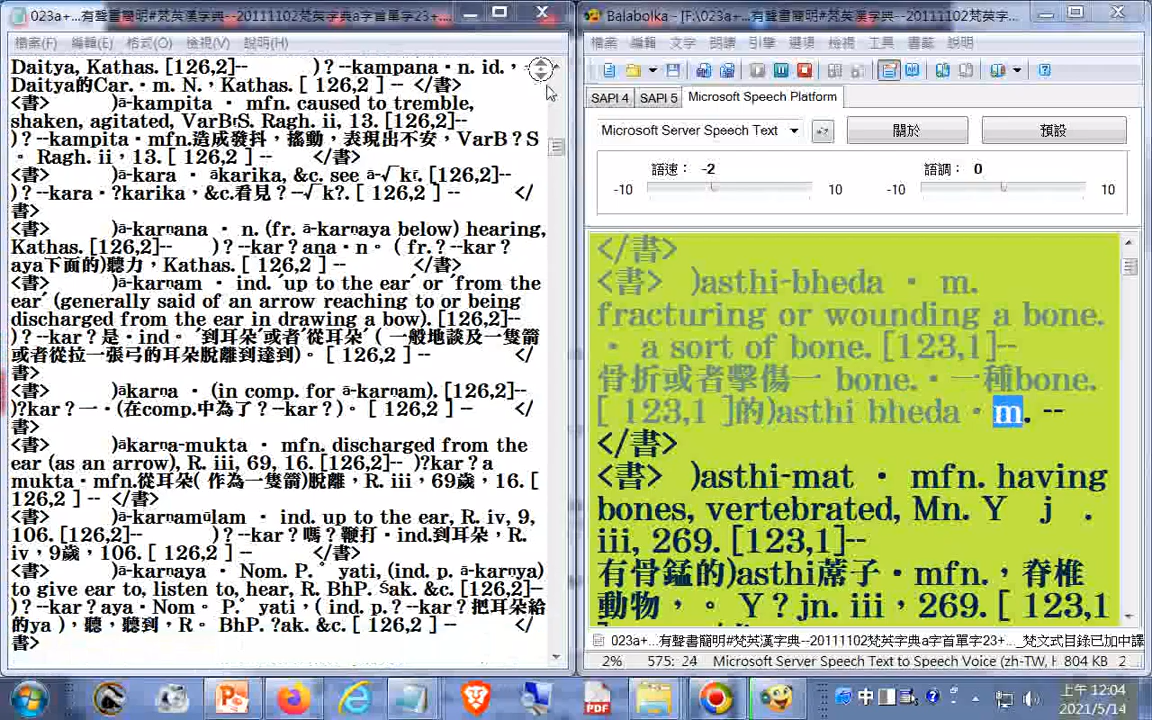 023a+...有聲書簡明#梵英漢字典--20111102梵英字典a字首單字23+...
檔案(F) 編輯(E) 格式(O) 檢視(V) 說明(H)
Daitya, Kathas. [126,2]-- )?--kampana‧n. id.，
Daitya的Car.‧m. N., Kathas. [ 126,2 ] -- </書>
<書> )ā-kampita ‧ mfn. caused to tremble,
shaken, agitated, VarBṛS. Ragh. ii, 13. [126,2]--
)?--kampita‧mfn.造成發抖，搖動，表現出不安，VarB?S
。 Ragh. ii，13. [ 126,2 ] -- </書>
<書> )ā-kara ‧ ākarika, &c. see ā-√kṛ. [126,2]--
)?--kara‧?karika，&c.看見？--√k?. [ 126,2 ] -- </
書>
<書> )ā-karṇana ‧ n. (fr. ā-karṇaya below) hearing,
Kathas. [126,2]-- )?--kar?ana‧n。( fr.?--kar?
aya下面的)聽力，Kathas. [ 126,2 ] -- </書>
<書> )ā-karṇam ‧ ind. 'up to the ear' or 'from the
ear' (generally said of an arrow reaching to or being
discharged from the ear in drawing a bow). [126,2]--
)?--kar?是‧ind。'到耳朵'或者'從耳朵' ( 一般地談及一隻箭
或者從拉一張弓的耳朵脫離到達到)。[ 126,2 ] -- </
書>
<書> )ākarṇa ‧ (in comp. for ā-karṇam). [126,2]--
)?kar?一‧(在comp.中為了?--kar?)。[ 126,2 ] -- </
書>
<書> )ākarṇa-mukta ‧ mfn. discharged from the
ear (as an arrow), R. iii, 69, 16. [126,2]-- )?kar?a
mukta‧mfn.從耳朵( 作為一隻箭)脫離，R. iii，69歲，16. [
126,2 ] -- </書>
<書> )ā-karṇamūlam ‧ ind. up to the ear, R. iv, 9,
106. [126,2]-- )?--kar?嗎？鞭打‧ind.到耳朵，R.
iv，9歲，106. [ 126,2 ] -- </書>
<書> )ā-karṇaya ‧ Nom. P. ° yati, (ind. p. ā-karṇya)
to give ear to, listen to, hear, R. BhP. Śak. &c. [126,2]--
)?--kar?aya‧Nom。 P.° yati，( ind. p.?--kar?把耳朵給
的ya )，聽，聽到，R。 BhP. ?ak. &c. [ 126,2 ] -- </
書>
Balabolka - [F:\023a+...有聲書簡明#梵英漢字典--20111102梵英字...
檔案 編輯 文字 朗讀 引擎 選項 檢視 工具 書籤 說明
SAPI 4 SAPI 5 Microsoft Speech Platform
Microsoft Server Speech Text 關於 預設
語速： -2 語調： 0
-10 10 -10 10
</書>
<書> )asthi-bheda ‧ m.
fracturing or wounding a bone.
‧ a sort of bone. [123,1]--
骨折或者擊傷一 bone.‧一種bone.
[ 123,1 ]的)asthi bheda‧m. --
</書>
<書> )asthi-mat ‧ mfn. having
bones, vertebrated, Mn. Y j .
iii, 269. [123,1]--
有骨錳的)asthi蓆子‧mfn.，脊椎
動物，。 Y?jn. iii，269. [ 123,1
023a+...有聲書簡明#梵英漢字典--20111102梵英字典a字首單字23+..._梵文式目錄已加中譯
2% 575: 24 Microsoft Server Speech Text to Speech Voice (zh-TW, H 804 KB 2
中
上午 12:04
2021/5/14